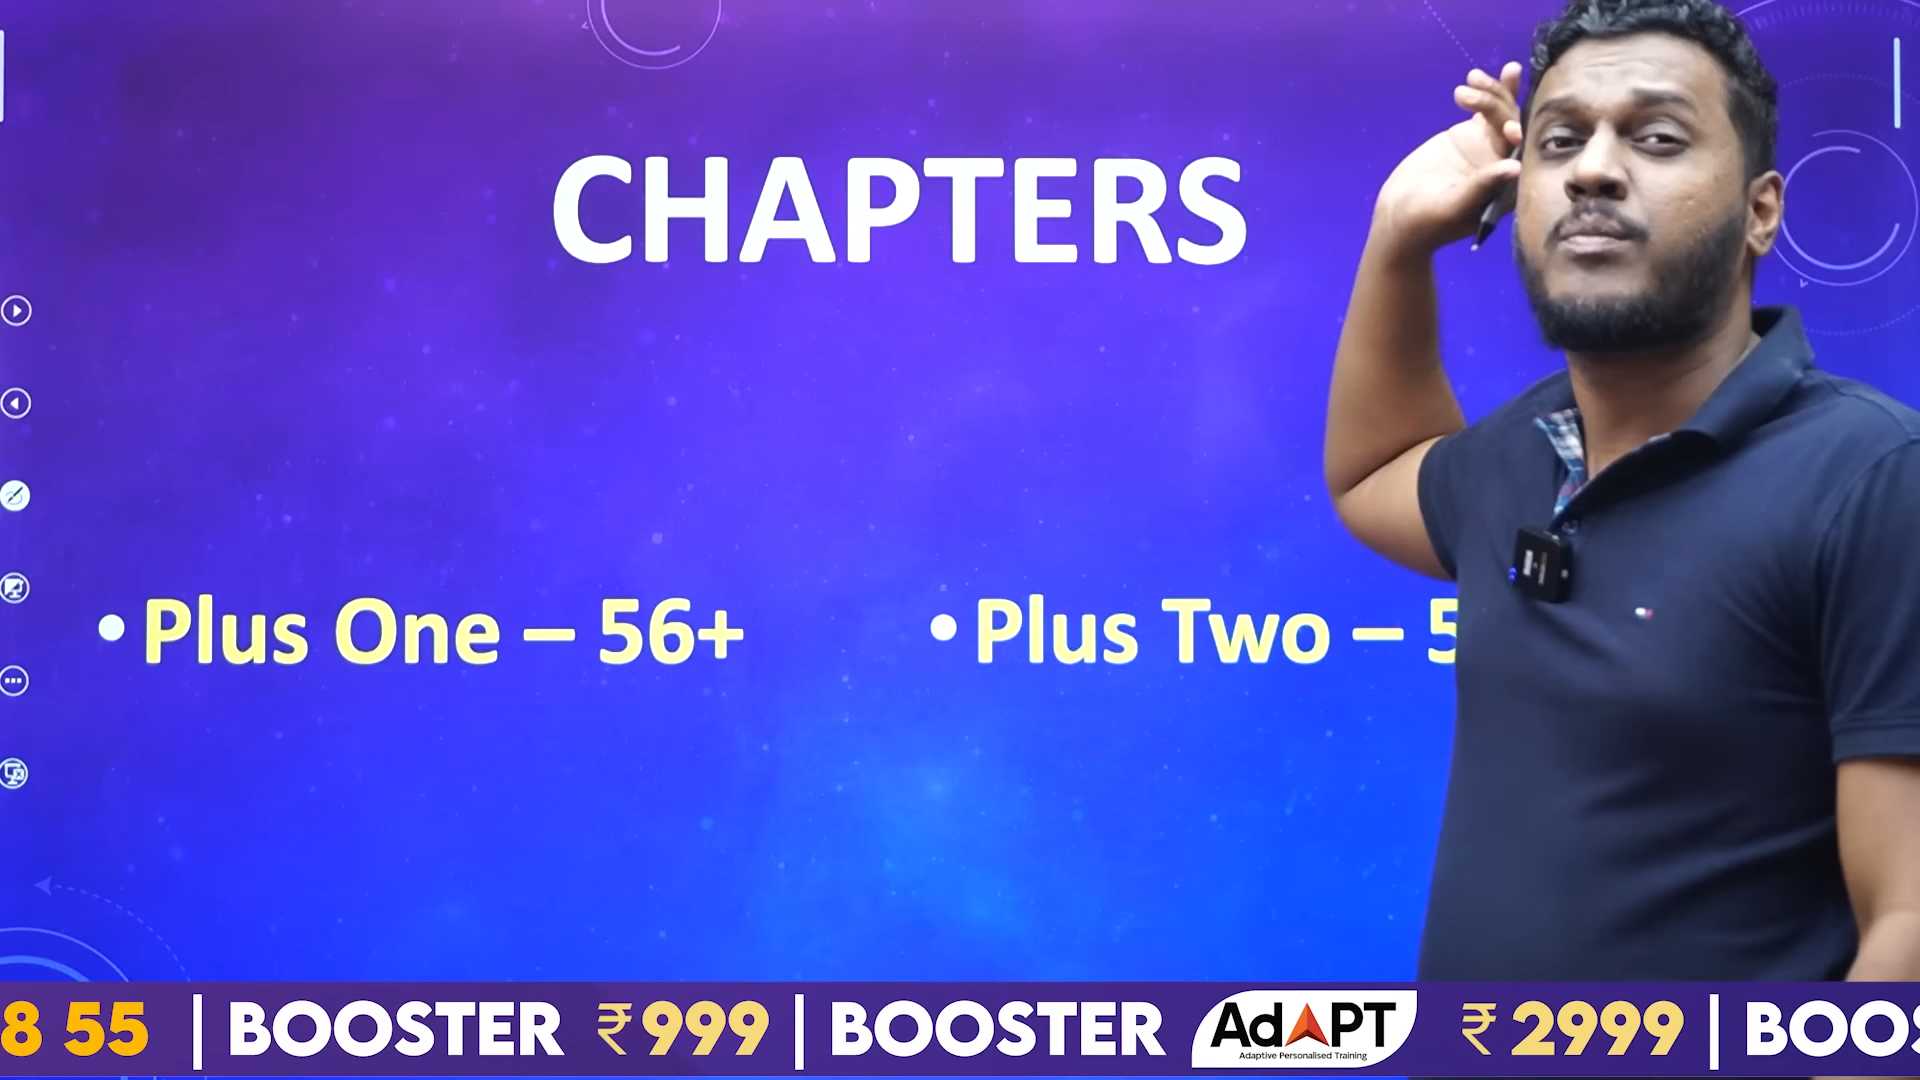 CHAPTERS
• Plus One – 56+
• Plus Two – 5
8 55 | BOOSTER ₹999 | BOOSTER AdAPT ₹2999 | BOOS
Adaptive Personalised Training